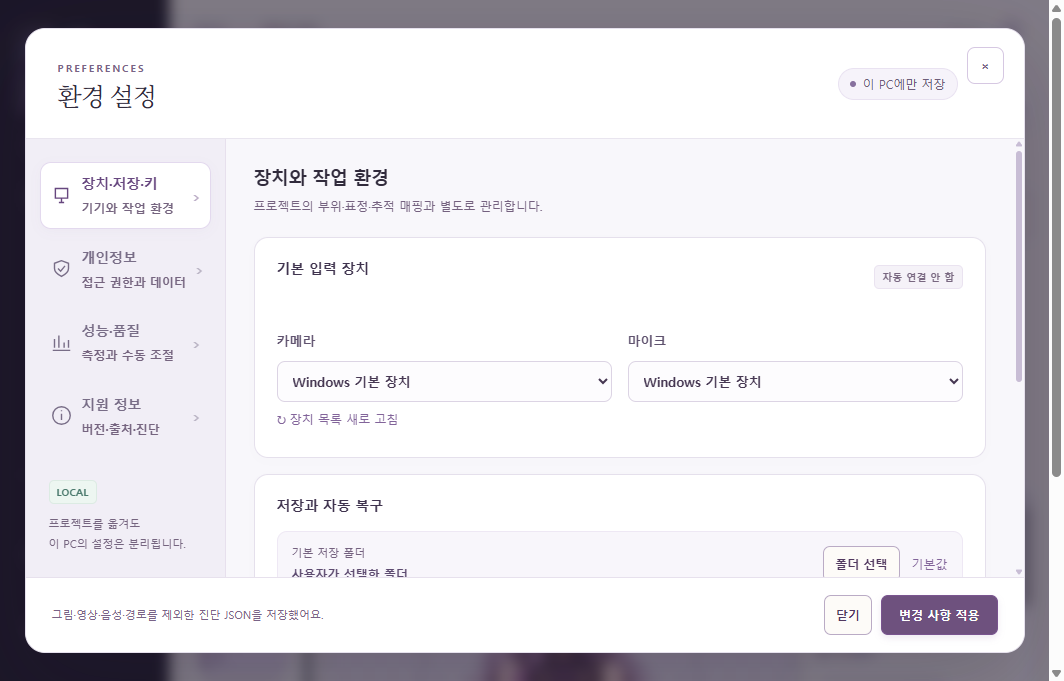 PREFERENCES
환경 설정
이 PC에만 저장
×
장치·저장·키
기기와 작업 환경
개인정보
접근 권한과 데이터
성능·품질
측정과 수동 조절
지원 정보
버전·출처·진단
LOCAL
프로젝트를 옮겨도
이 PC의 설정은 분리됩니다.
장치와 작업 환경
프로젝트의 부위·표정·추적 매핑과 별도로 관리합니다.
기본 입력 장치
자동 연결 안 함
카메라
마이크
Windows 기본 장치
Windows 기본 장치
↻ 장치 목록 새로 고침
저장과 자동 복구
기본 저장 폴더
사용자가 선택한 폴더
폴더 선택
기본값
그림·영상·음성·경로를 제외한 진단 JSON을 저장했어요.
닫기
변경 사항 적용